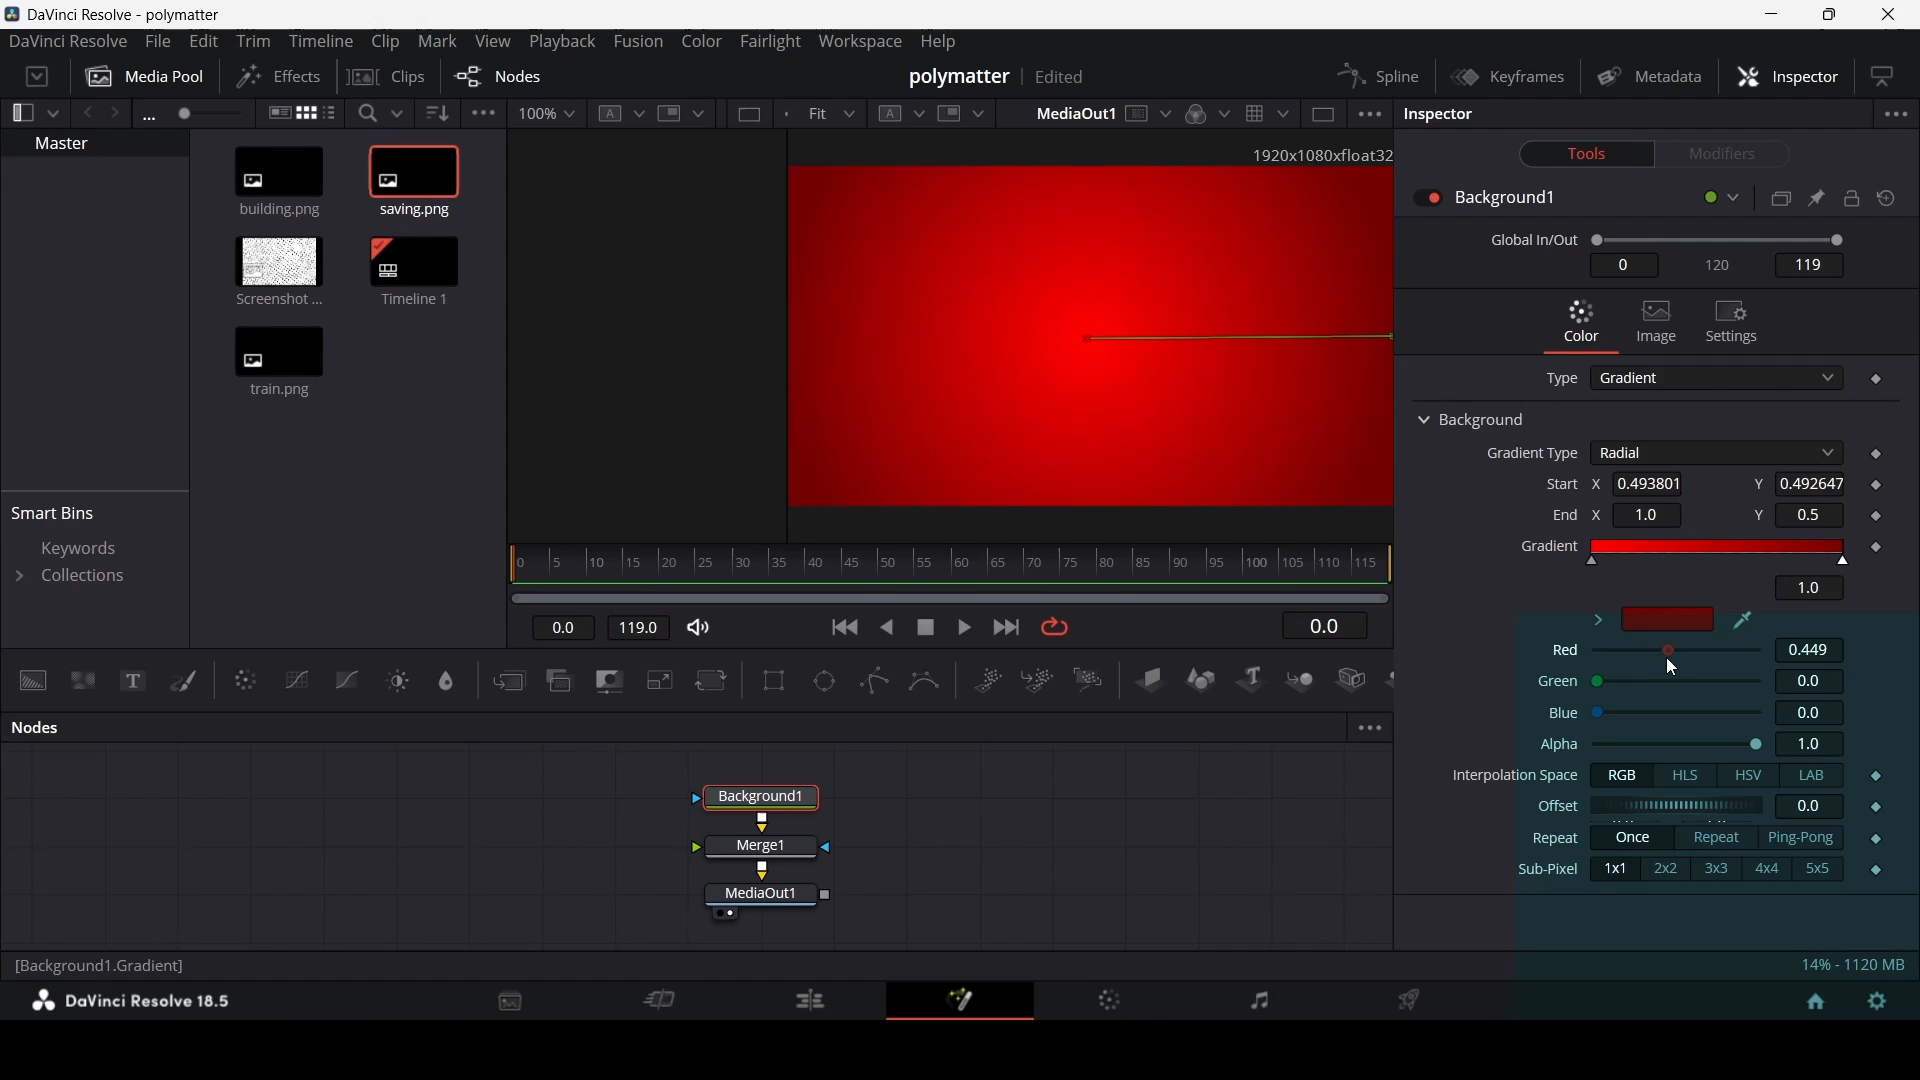 DaVinci Resolve - polymatter
DaVinci Resolve File Edit Trim Timeline Clip Mark View Playback Fusion Color Fairlight Workspace Help
Media Pool Effects Clips Nodes polymatter Edited Spline Keyframes Metadata Inspector
... 100% A Fit A MediaOut1 Inspector
Master
building.png saving.png
Screenshot ... Timeline 1
train.png
Smart Bins
Keywords
Collections
1920x1080xfloat32
0 5 10 15 20 25 30 35 40 45 50 55 60 65 70 75 80 85 90 95 100 105 110 115
0.0 119.0 0.0
Tools Modifiers
Background1
Global In/Out
0 120 119
Color Image Settings
Type Gradient
Background
Gradient Type Radial
Start X 0.493801 Y 0.492647
End X 1.0 Y 0.5
Gradient
1.0
Red 0.449
Green 0.0
Blue 0.0
Alpha 1.0
Interpolation Space RGB HLS HSV LAB
Offset 0.0
Repeat Once Repeat Ping-Pong
Sub-Pixel 1x1 2x2 3x3 4x4 5x5
T T
Nodes
Background1
Merge1
MediaOut1
[Background1.Gradient] 14% - 1120 MB
DaVinci Resolve 18.5